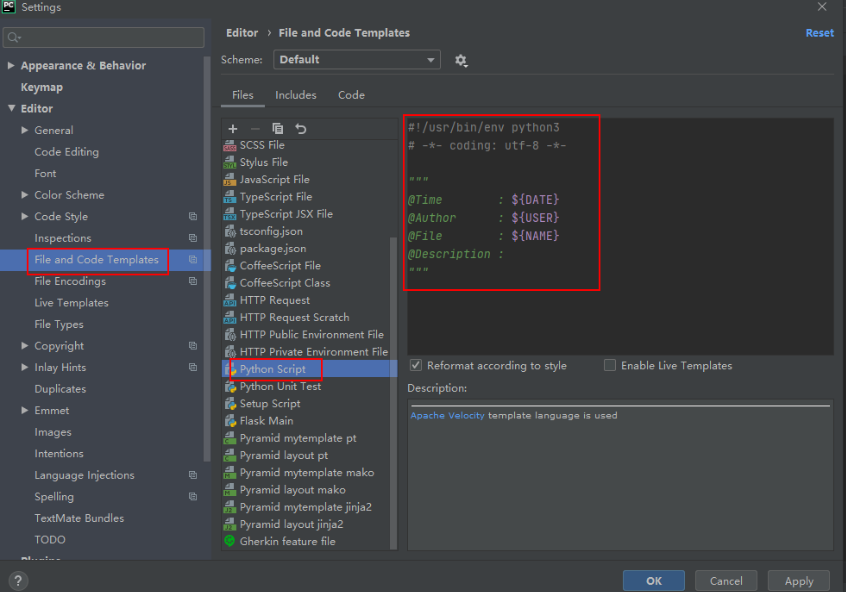 PC Settings
Editor › File and Code Templates Reset
Scheme: Default
Files Includes Code
Appearance & Behavior
Keymap
Editor
General
Code Editing
Font
Color Scheme
Code Style
Inspections
File and Code Templates
File Encodings
Live Templates
File Types
Copyright
Inlay Hints
Duplicates
Emmet
Images
Intentions
Language Injections
Spelling
TextMate Bundles
TODO
Plugins
SCSS File
Stylus File
JavaScript File
TypeScript File
TypeScript JSX File
tsconfig.json
package.json
CoffeeScript File
CoffeeScript Class
HTTP Request
HTTP Request Scratch
HTTP Public Environment File
HTTP Private Environment File
Python Script
Python Unit Test
Setup Script
Flask Main
Pyramid mytemplate pt
Pyramid layout pt
Pyramid mytemplate mako
Pyramid layout mako
Pyramid mytemplate jinja2
Pyramid layout jinja2
Gherkin feature file
#!/usr/bin/env python3
# -*- coding: utf-8 -*-
"""
@Time : ${DATE}
@Author : ${USER}
@File : ${NAME}
@Description :
"""
Reformat according to style Enable Live Templates
Description:
Apache Velocity template language is used
? OK Cancel Apply